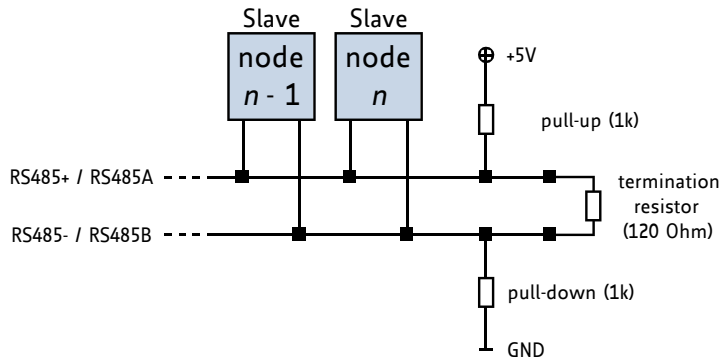 Slave
node
n - 1
Slave
node
n
+5V
pull-up (1k)
RS485+ / RS485A
termination
resistor
(120 Ohm)
RS485- / RS485B
pull-down (1k)
GND